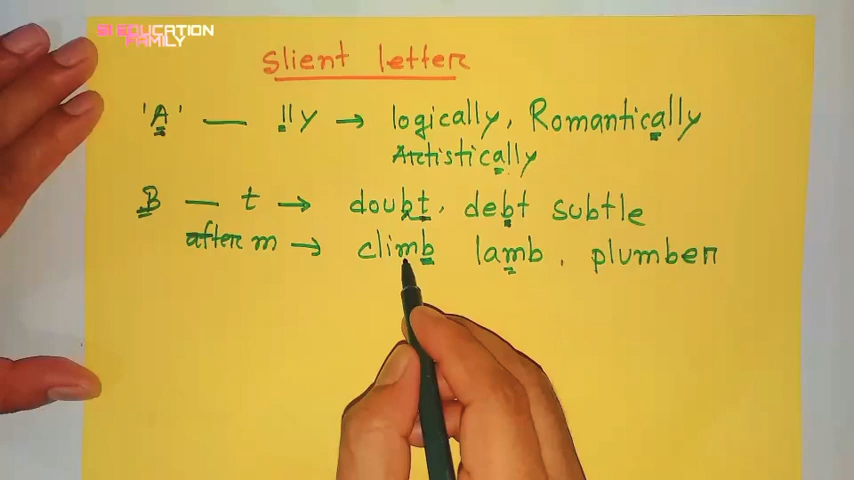 SI EDUCATION
FAMILY
slient letter
'A' — lly → logically, Romantically
Artistically
B — t → doubt, debt subtle
after m → climb lamb, plumber